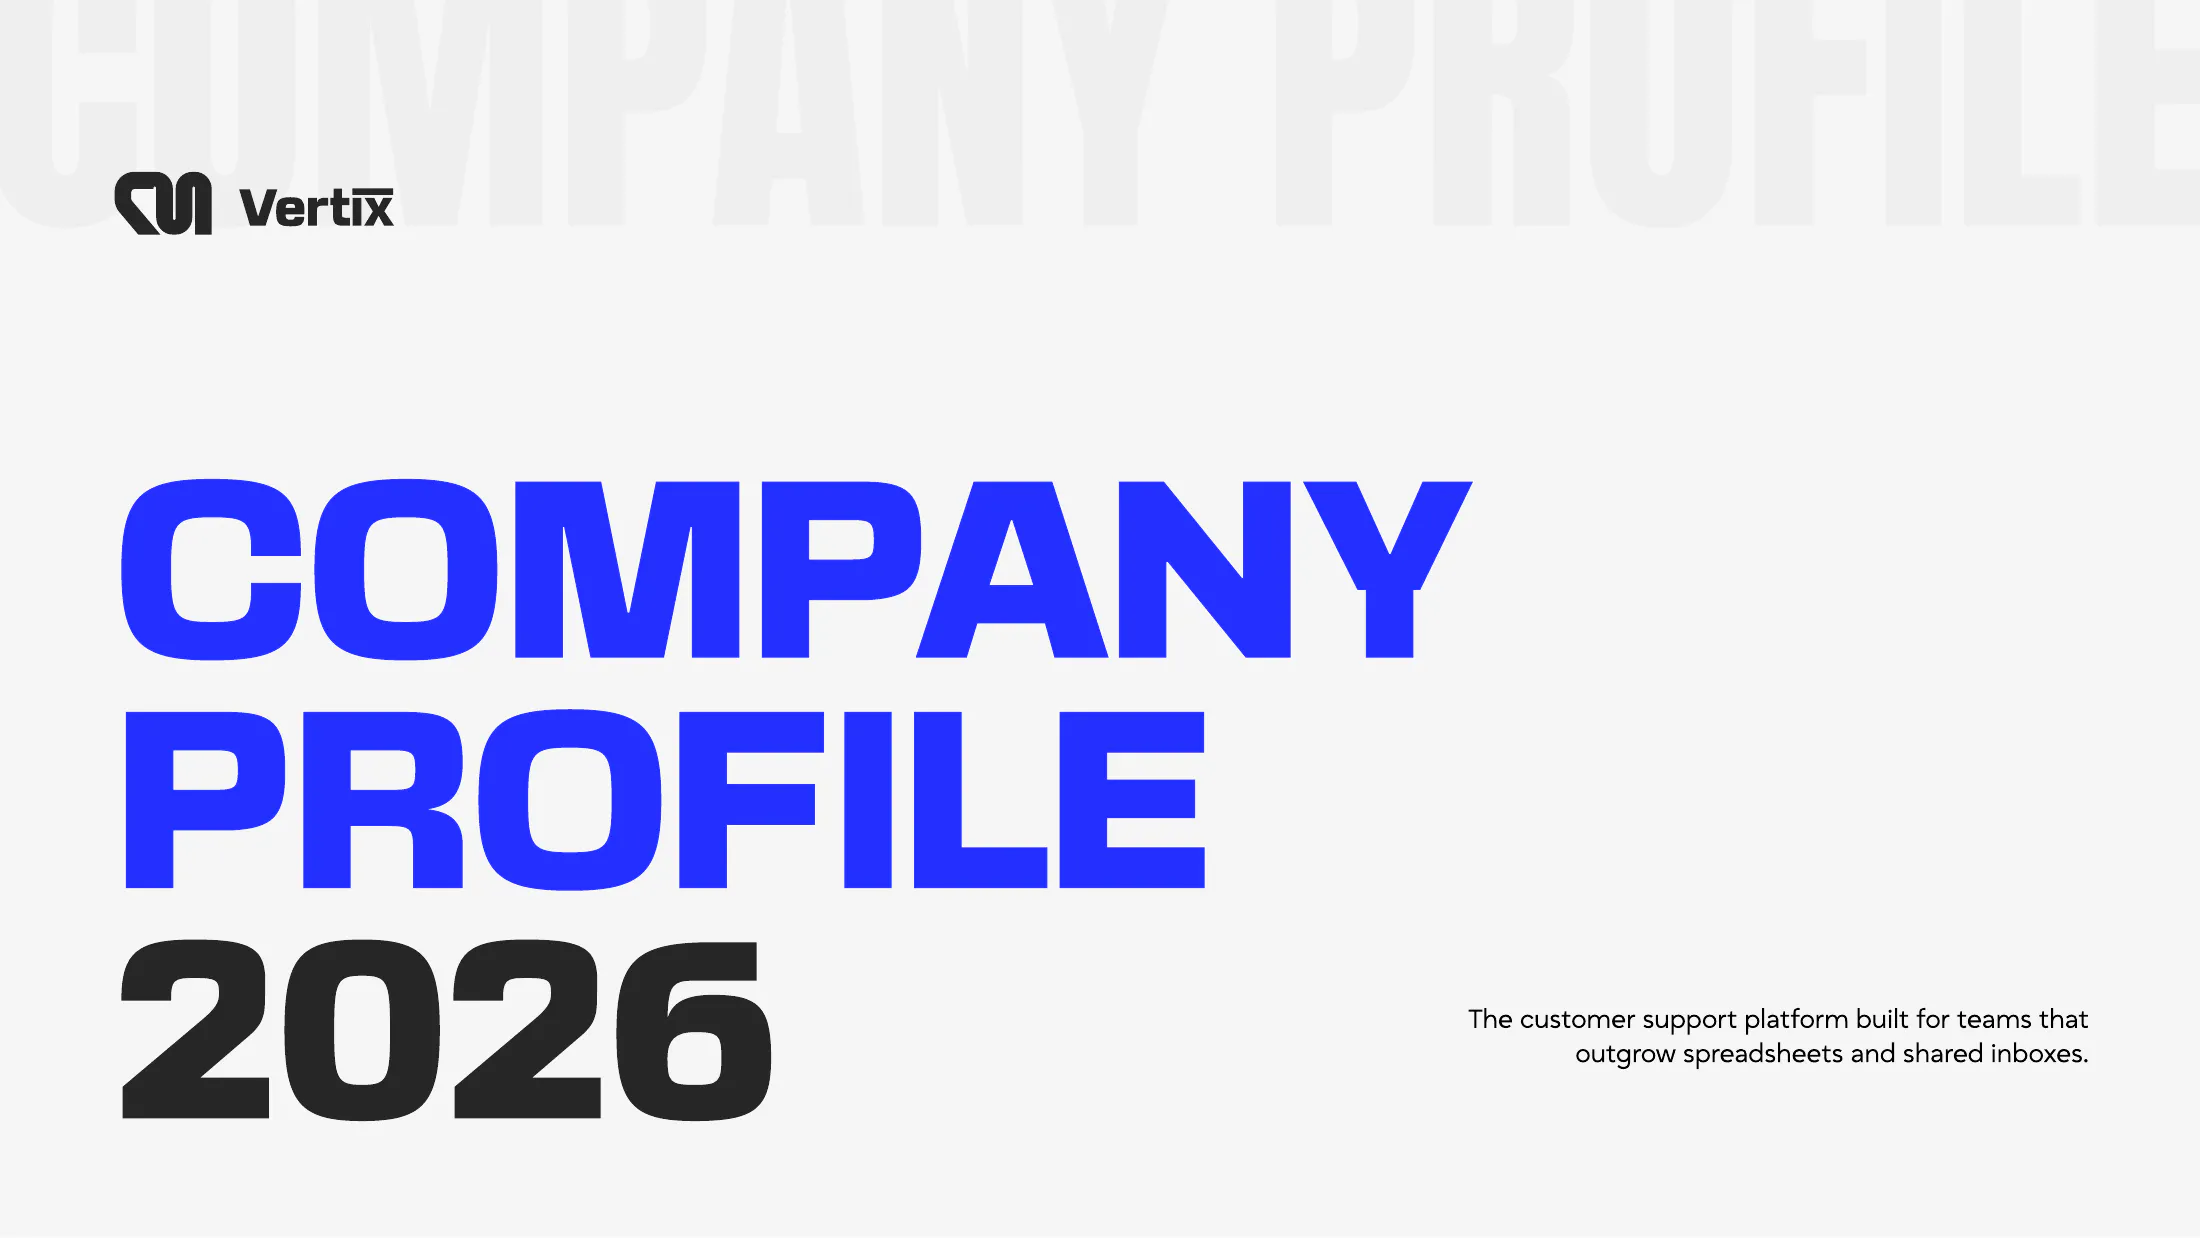 COMPANY PROFILE
Vertix
COMPANY
PROFILE
2026
The customer support platform built for teams that
outgrow spreadsheets and shared inboxes.